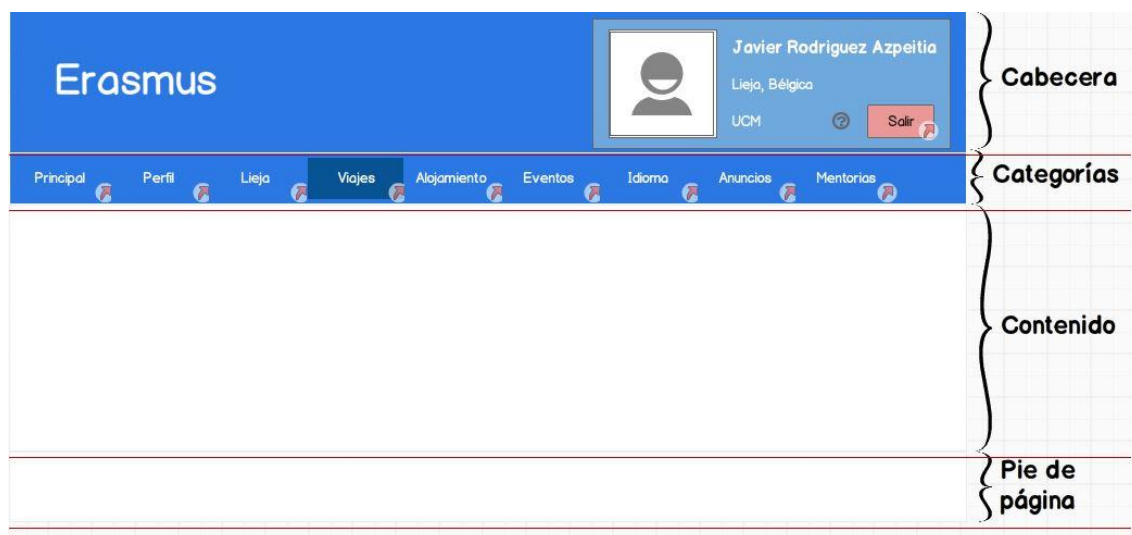 Erasmus
Javier Rodriguez Azpeitia
Lieja, Bélgica
UCM
?
Salir
Cabecera
Principal Perfil Lieja Viajes Alojamiento Eventos Idioma Anuncios Mentorias
Categorías
Contenido
Pie de
página